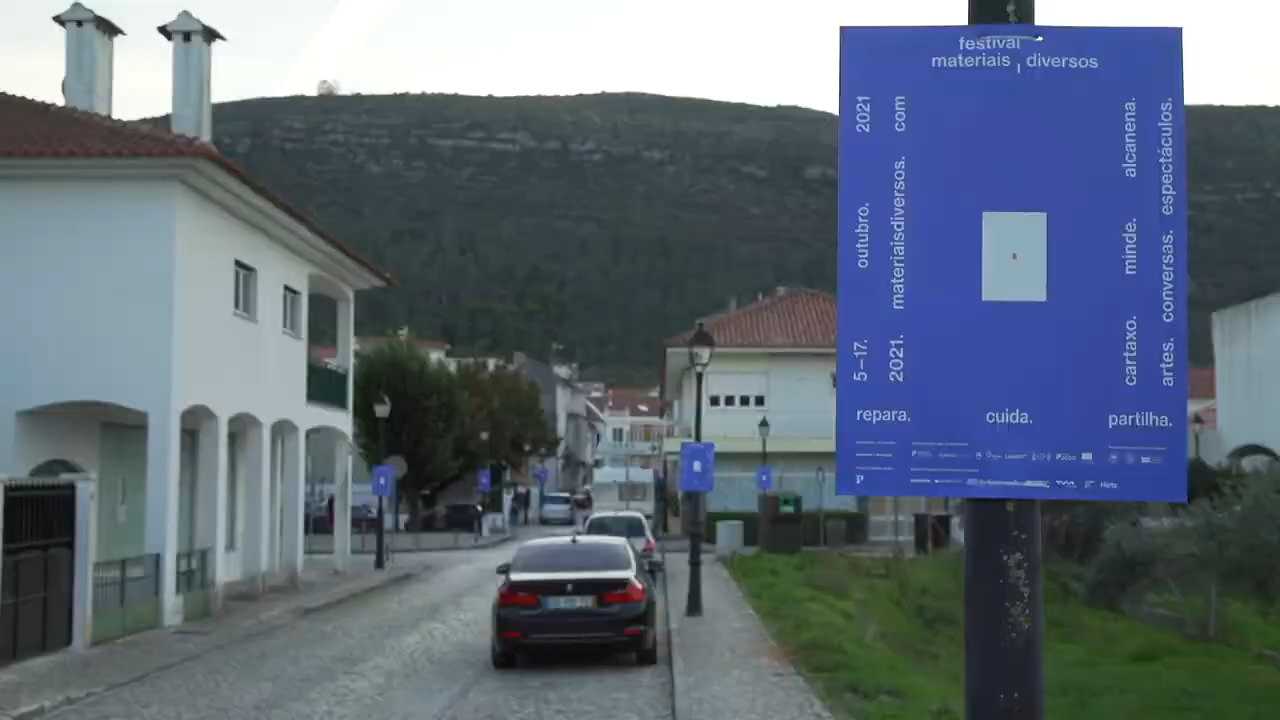 festival
materiais diversos
5–17. outubro. 2021
2021. materiaisdiversos. com
cartaxo. minde. alcanena.
artes. conversas. espectáculos.
repara. cuida. partilha.